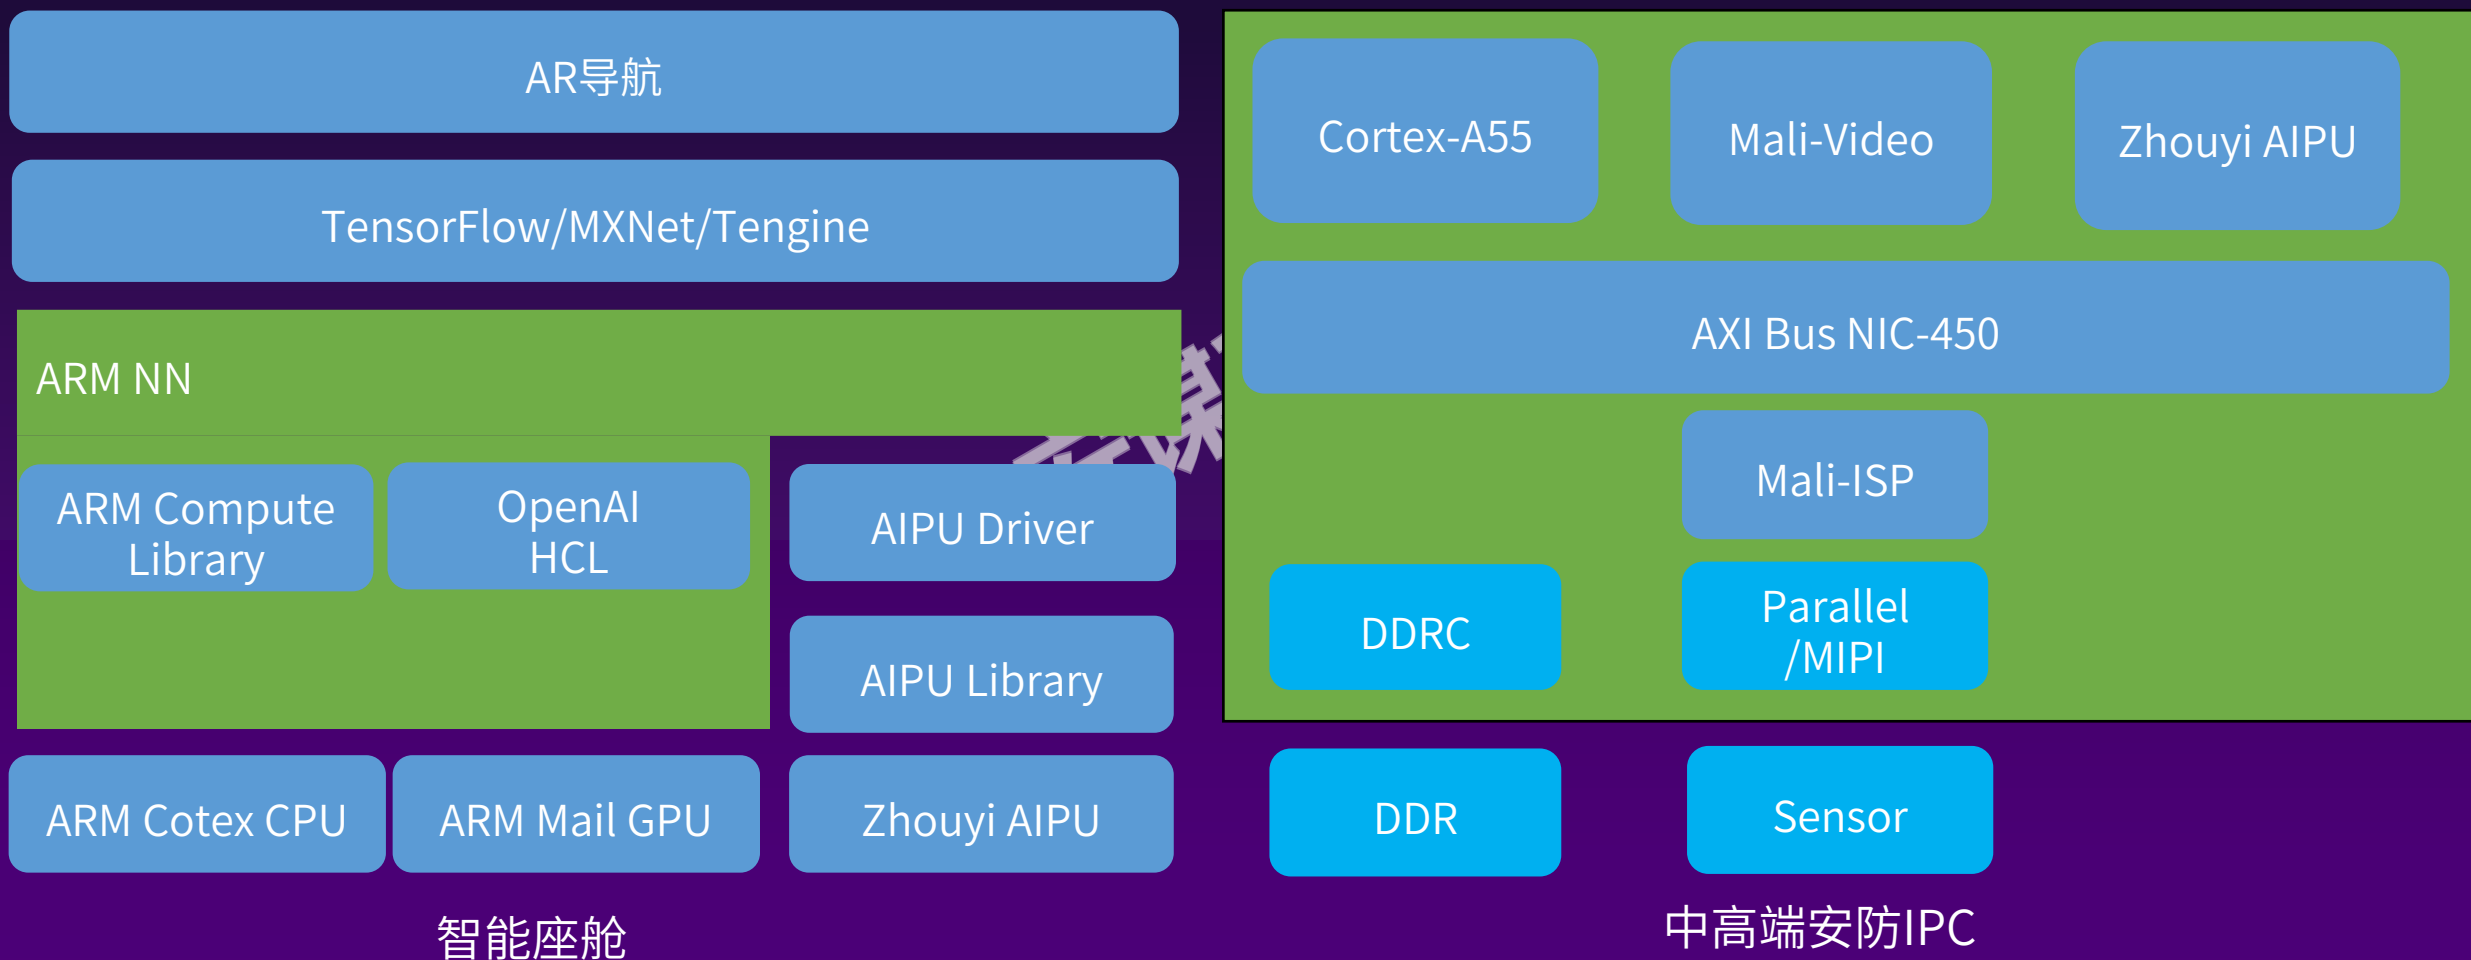 AR导航
TensorFlow/MXNet/Tengine
ARM NN
ARM Compute
Library
OpenAI
HCL
AIPU Driver
AIPU Library
ARM Cotex CPU
ARM Mail GPU
Zhouyi AIPU
智能座舱
Cortex-A55
Mali-Video
Zhouyi AIPU
AXI Bus NIC-450
Mali-ISP
DDRC
Parallel
/MIPI
DDR
Sensor
中高端安防IPC